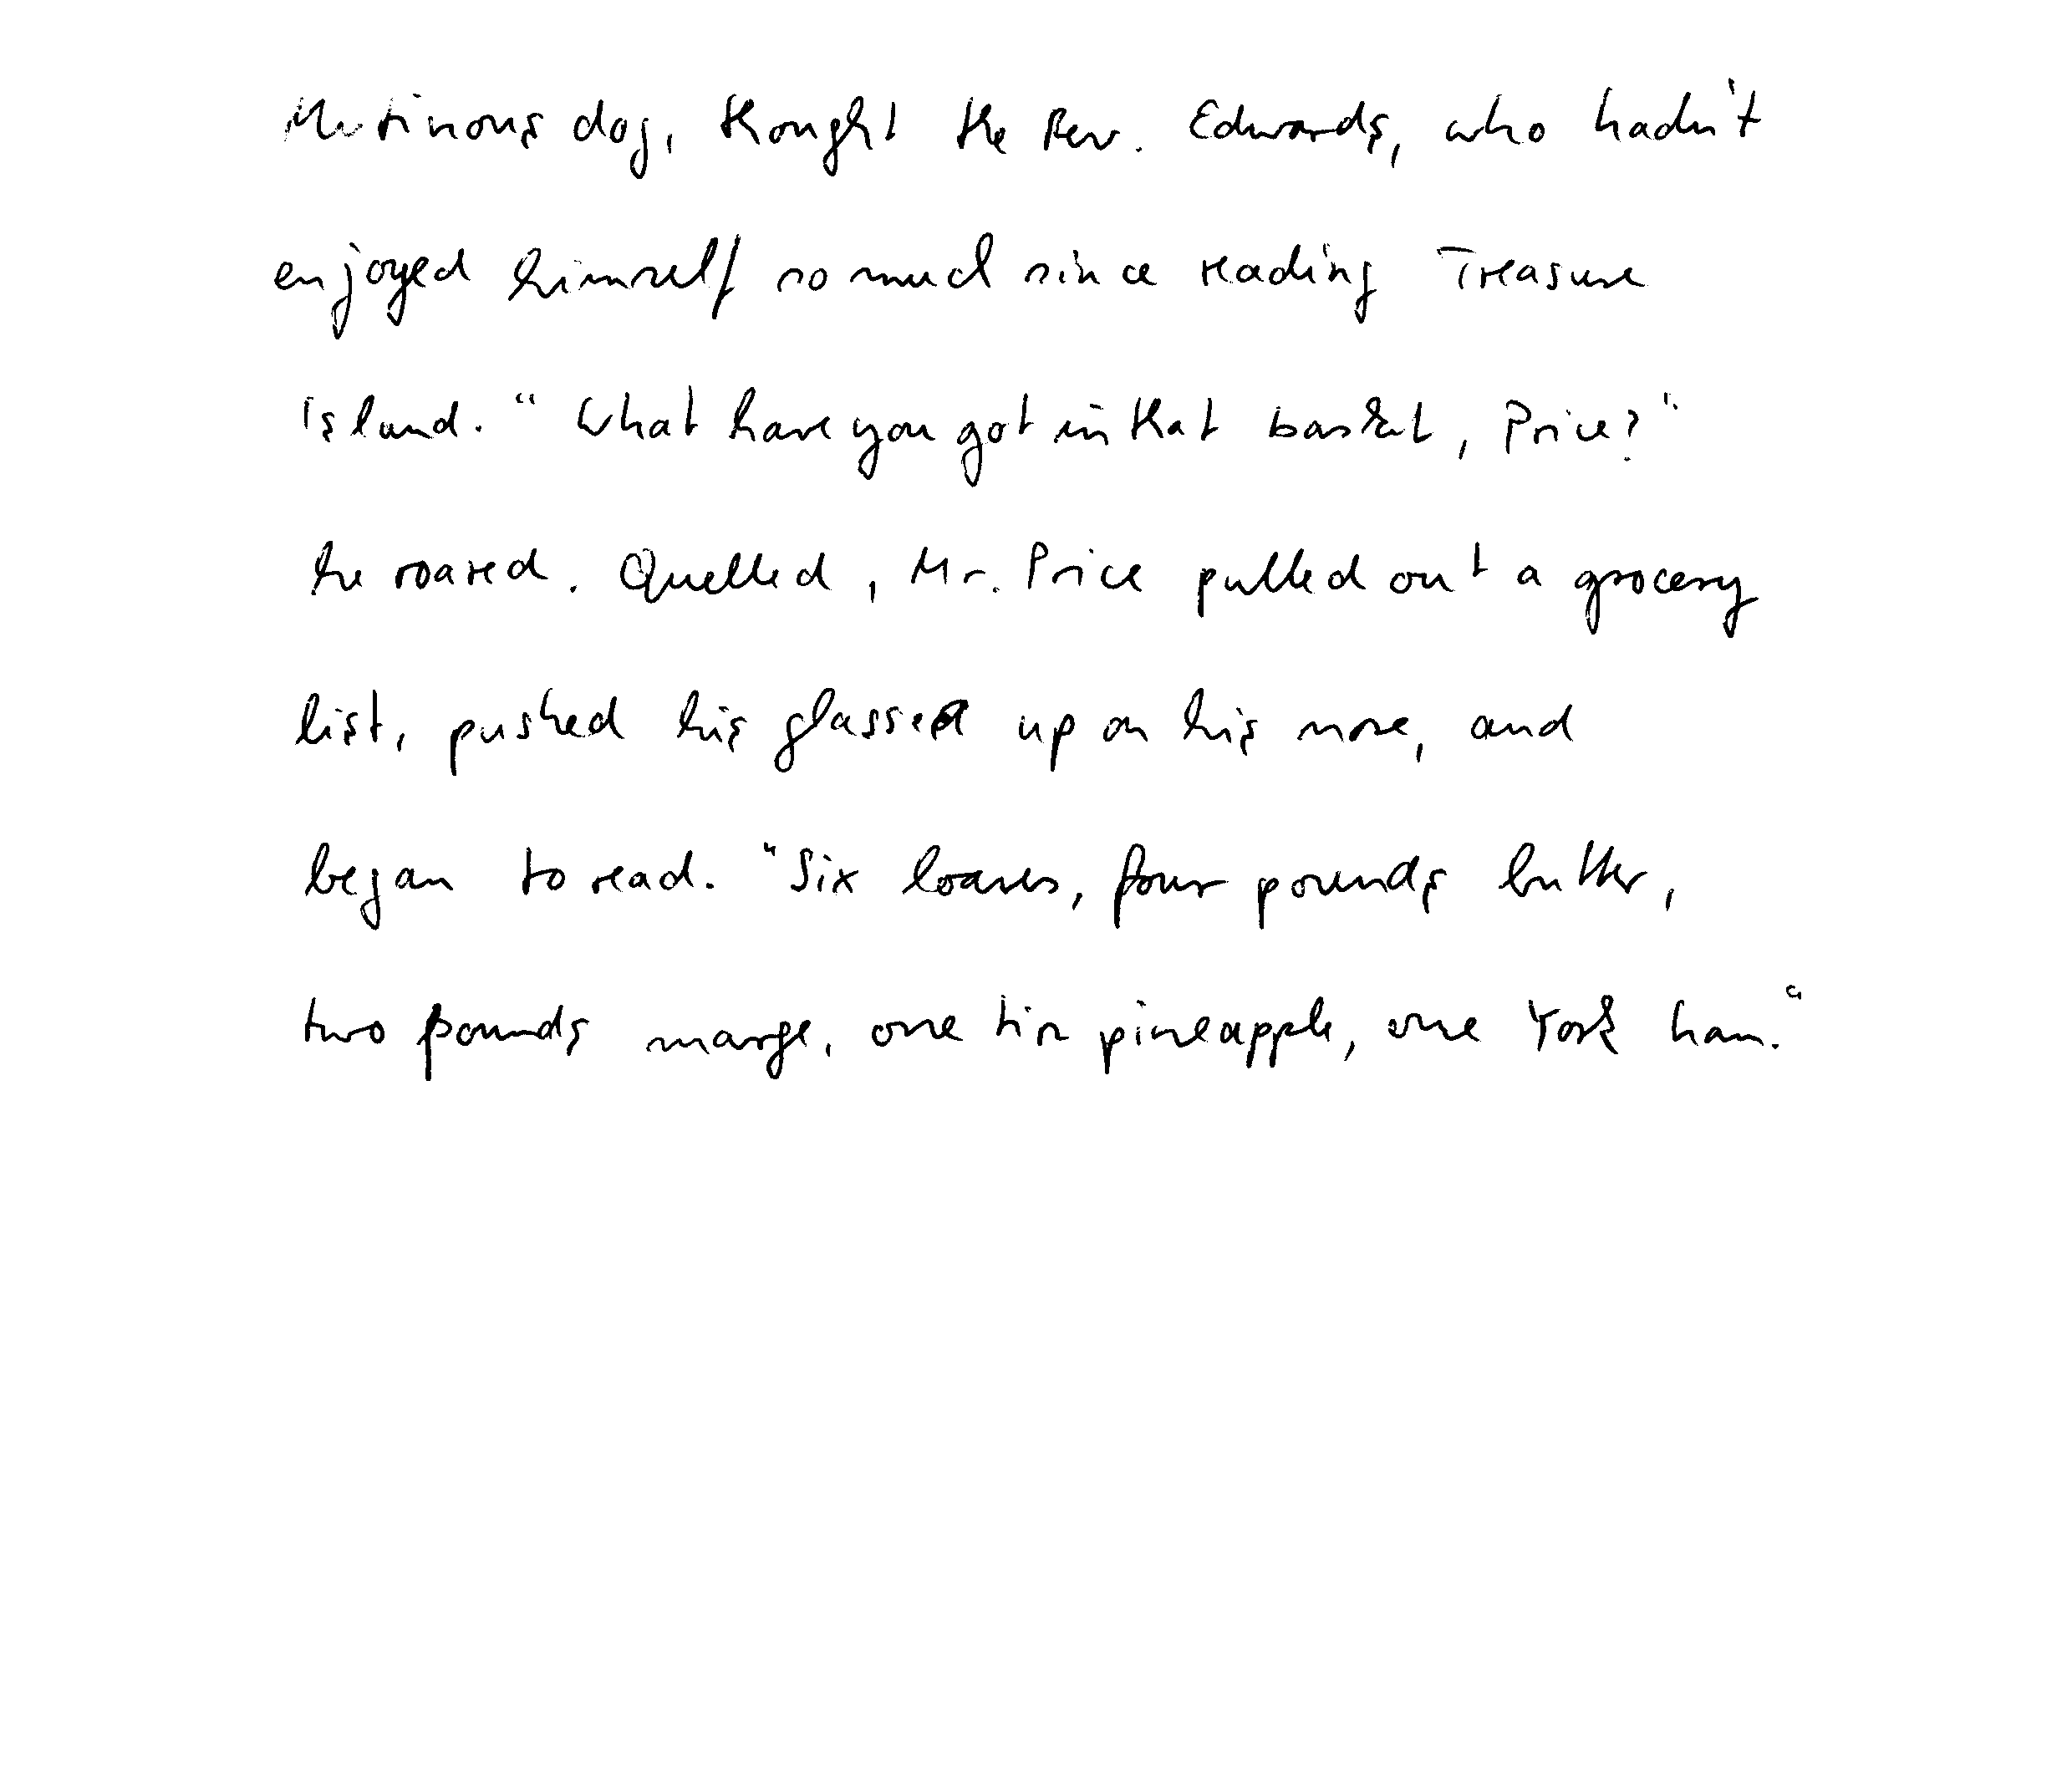 Mutinous dog, thought the Rev. Edwards, who hadn't
enjoyed himself so much since reading Treasure
Island. "What have you got in that basket, Price?"
he roared. Quelled, Mr. Price pulled out a grocery
list, pushed his glasses up on his nose, and
began to read. "Six loaves, four pounds butter,
two pounds marge, one tin pineapple, one York ham."